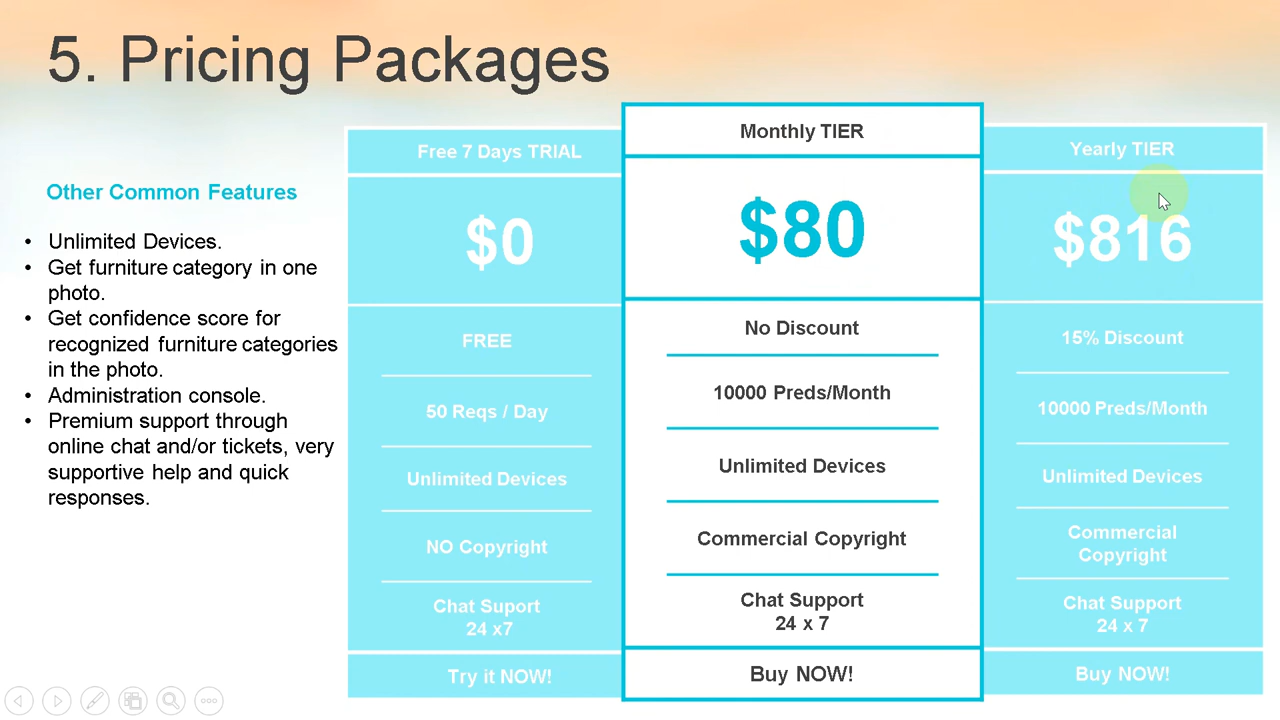 5. Pricing Packages
Other Common Features
• Unlimited Devices.
• Get furniture category in one
photo.
• Get confidence score for
recognized furniture categories
in the photo.
• Administration console.
• Premium support through
online chat and/or tickets, very
supportive help and quick
responses.
Free 7 Days TRIAL
$0
FREE
50 Reqs / Day
Unlimited Devices
NO Copyright
Chat Suport
24 x7
Try it NOW!
Monthly TIER
$80
No Discount
10000 Preds/Month
Unlimited Devices
Commercial Copyright
Chat Support
24 x 7
Buy NOW!
Yearly TIER
$816
15% Discount
10000 Preds/Month
Unlimited Devices
Commercial
Copyright
Chat Support
24 x 7
Buy NOW!